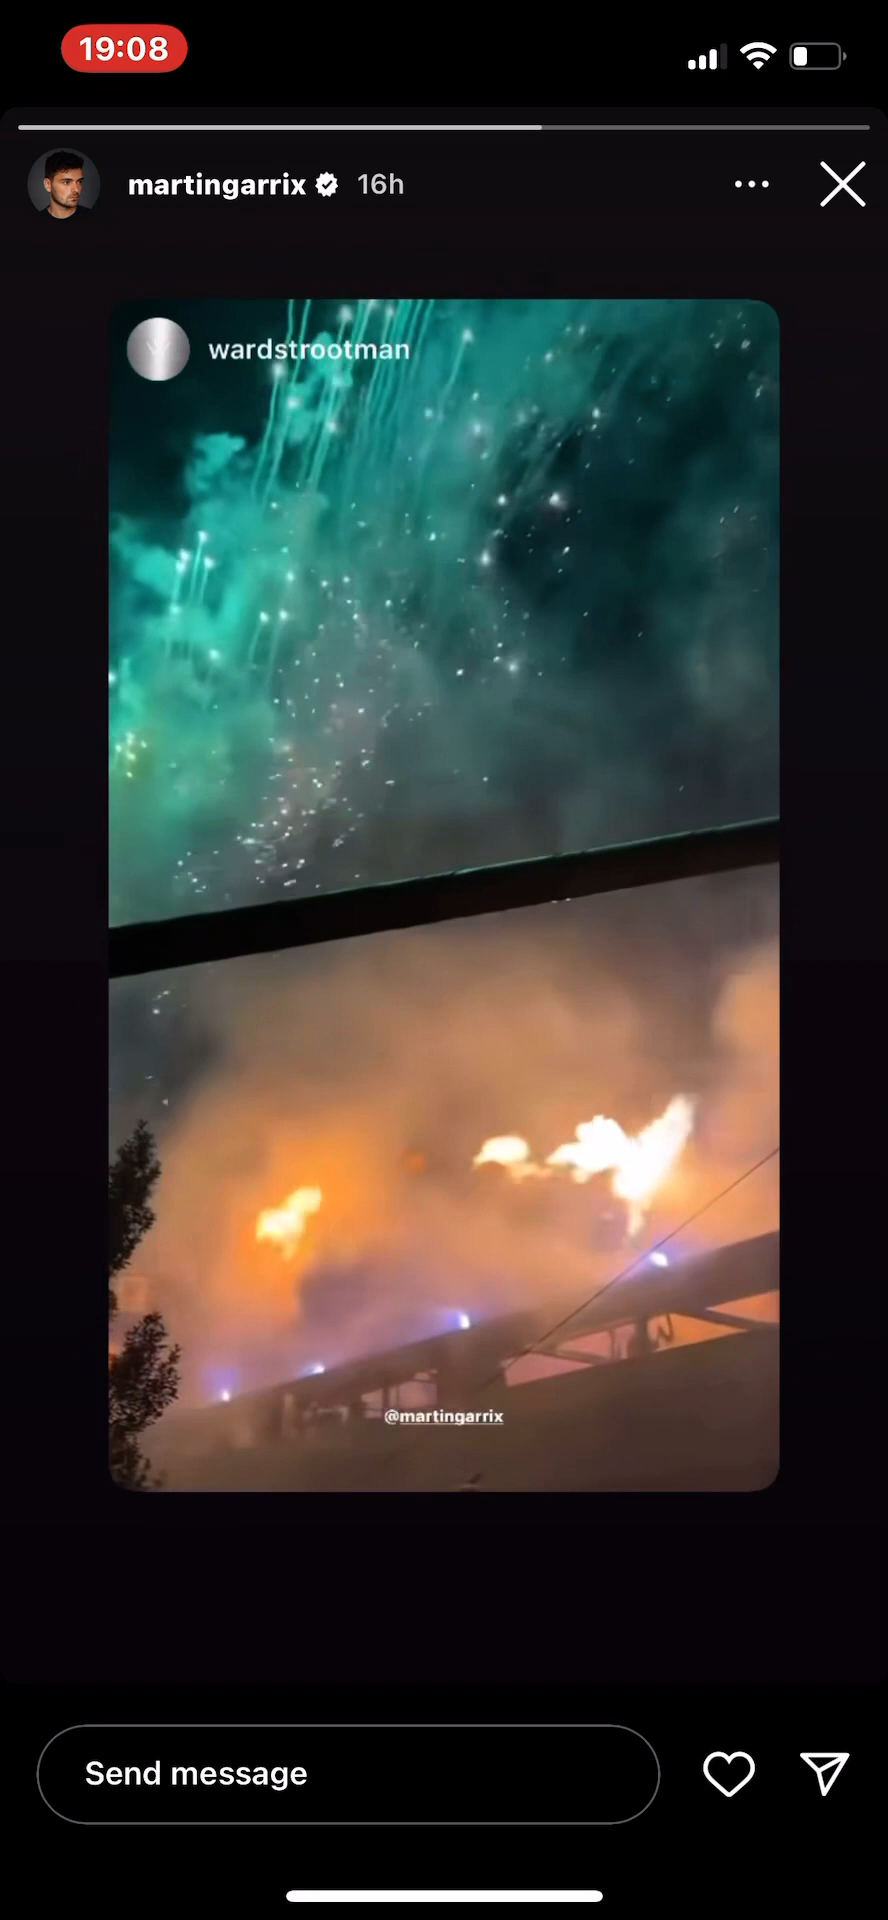 19:08
martingarrix 16h
wardstrootman
@martingarrix
Send message